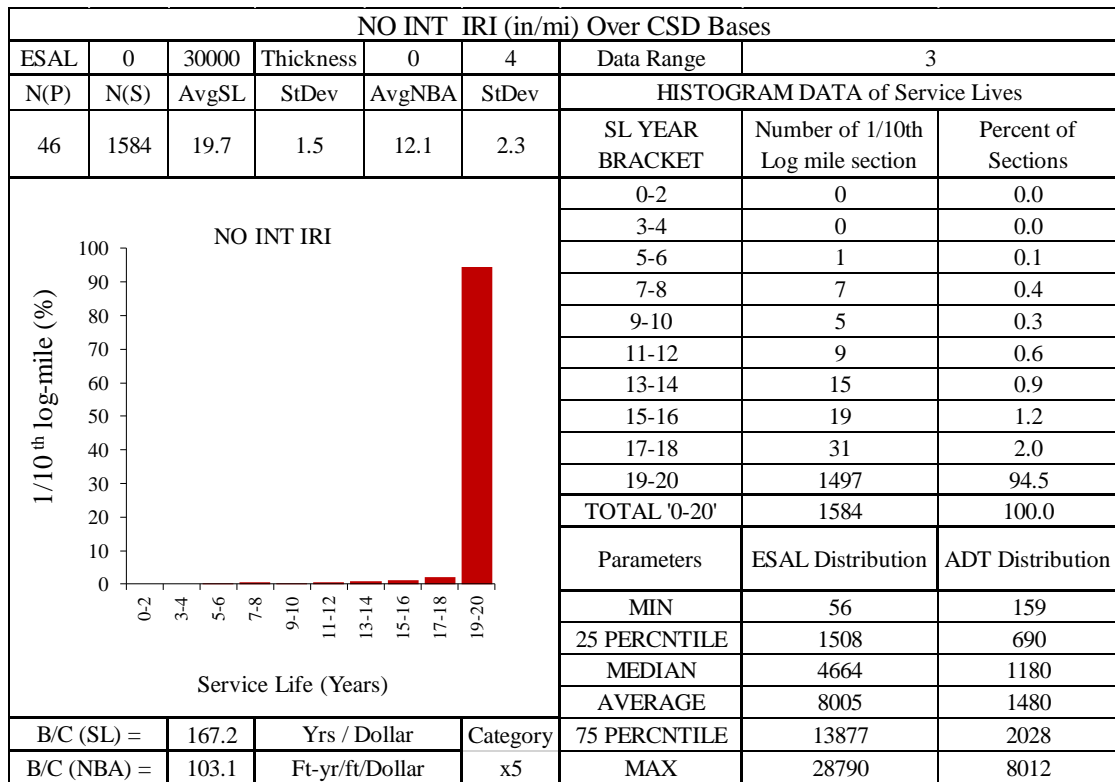 NO INT IRI (in/mi) Over CSD Bases
ESAL 0 30000 Thickness 0 4 Data Range 3
N(P) N(S) AvgSL StDev AvgNBA StDev HISTOGRAM DATA of Service Lives
46 1584 19.7 1.5 12.1 2.3
SL YEAR BRACKET Number of 1/10th Log mile section Percent of Sections
0-2 0 0.0
3-4 0 0.0
5-6 1 0.1
7-8 7 0.4
9-10 5 0.3
11-12 9 0.6
13-14 15 0.9
15-16 19 1.2
17-18 31 2.0
19-20 1497 94.5
TOTAL '0-20' 1584 100.0
Parameters ESAL Distribution ADT Distribution
MIN 56 159
25 PERCNTILE 1508 690
MEDIAN 4664 1180
AVERAGE 8005 1480
75 PERCNTILE 13877 2028
MAX 28790 8012
NO INT IRI
1/10 th log-mile (%)
100
90
80
70
60
50
40
30
20
10
0
0-2 3-4 5-6 7-8 9-10 11-12 13-14 15-16 17-18 19-20
Service Life (Years)
B/C (SL) = 167.2 Yrs / Dollar Category
B/C (NBA) = 103.1 Ft-yr/ft/Dollar x5